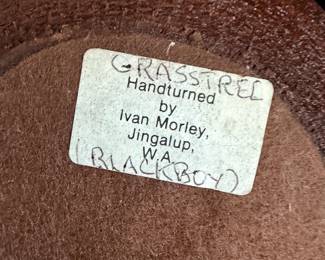 GRASSTREE
Handturned
by
Ivan Morley,
Jingalup,
W.A.
(BLACKBOY)